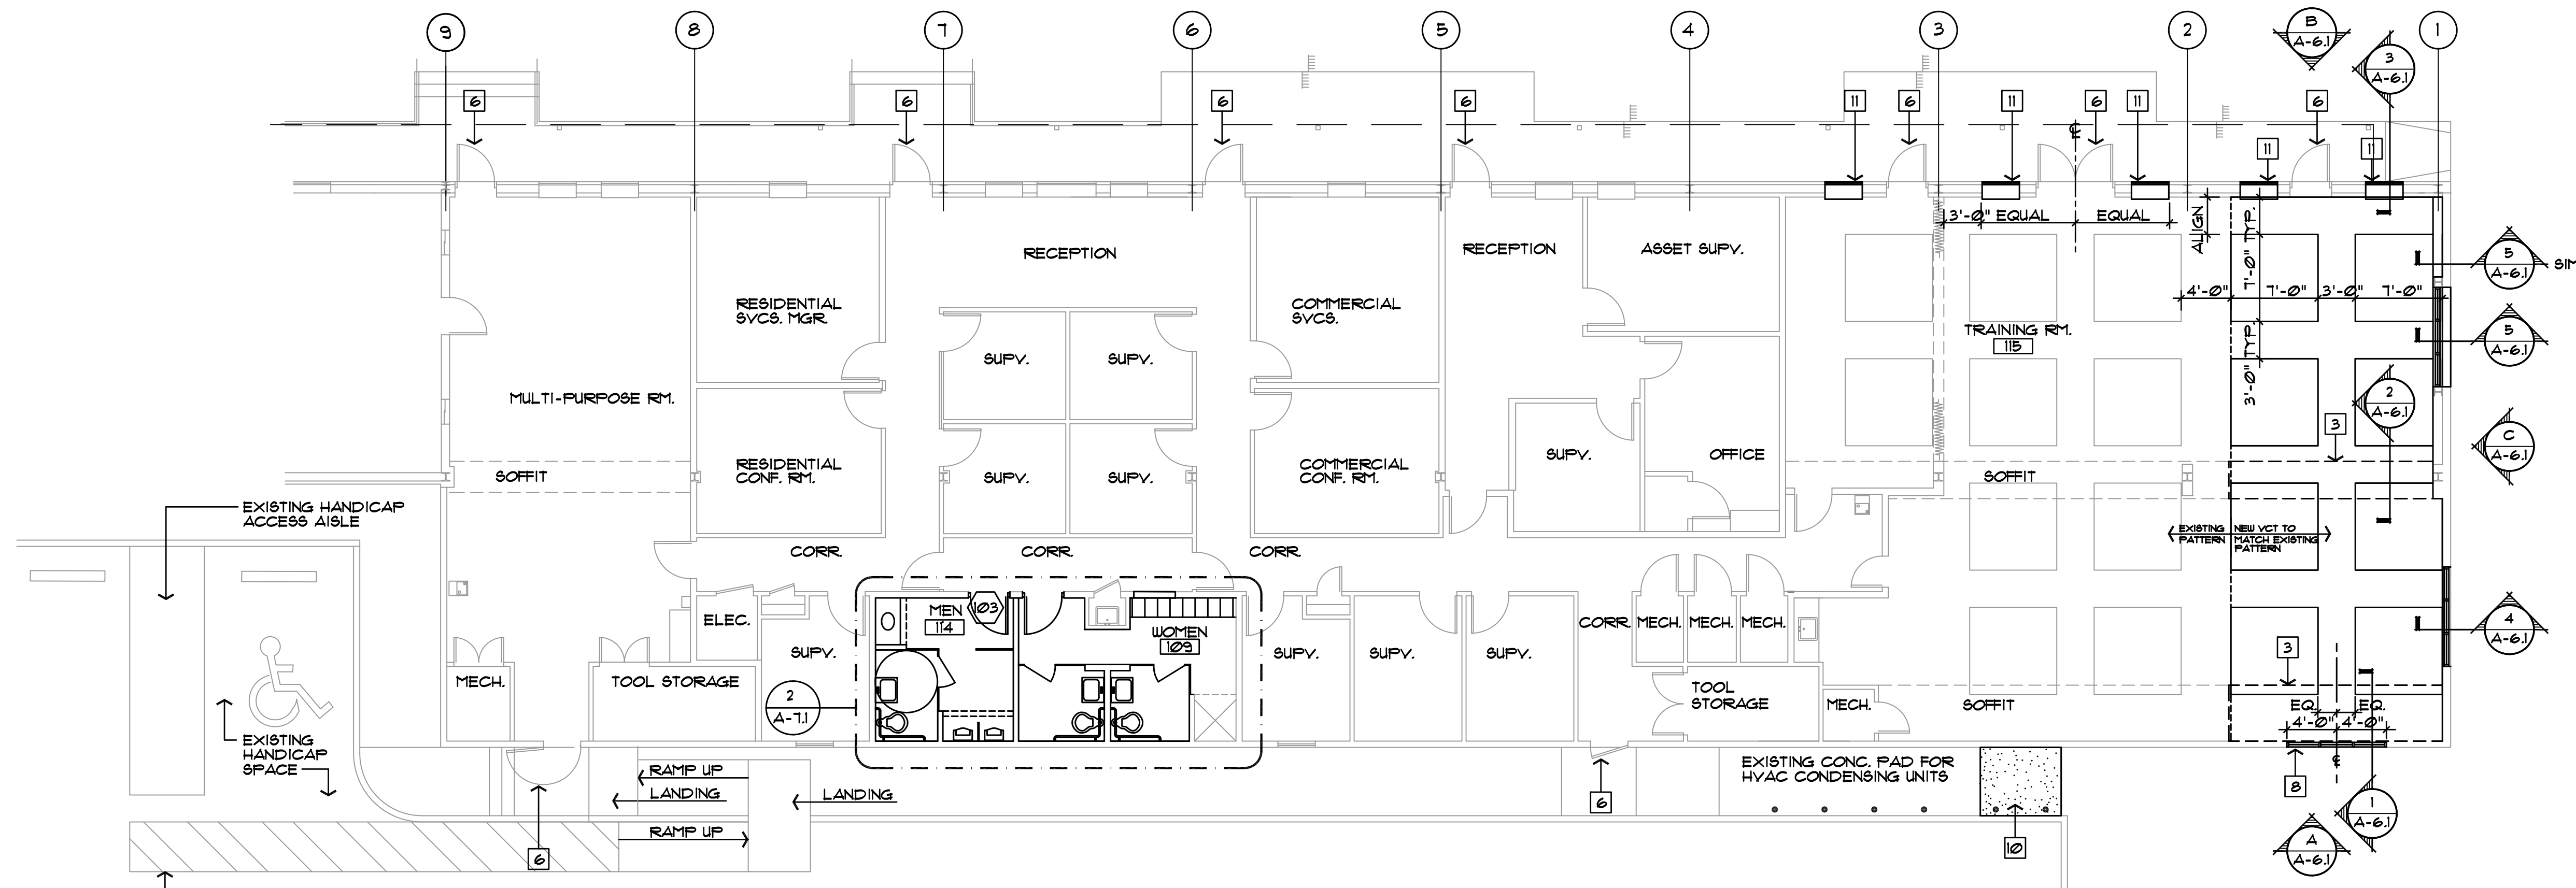 9
8
7
6
5
4
3
2
1
B
A-6.1
3
A-6.1
6
6
6
6
11
6
11
6
11
6
11
11
℄
3'-0"
EQUAL
EQUAL
ALIGN
7'-0" TYP.
3'-0" TYP.
4'-0"
7'-0"
3'-0"
7'-0"
RECEPTION
RECEPTION
ASSET SUPV.
5
A-6.1
SIM
RESIDENTIAL
SVCS. MGR.
COMMERCIAL
SVCS.
TRAINING RM.
115
5
A-6.1
SUPV.
SUPV.
MULTI-PURPOSE RM.
2
A-6.1
3
C
A-6.1
SOFFIT
RESIDENTIAL
CONF. RM.
SUPV.
SUPV.
COMMERCIAL
CONF. RM.
SUPV.
OFFICE
SOFFIT
EXISTING HANDICAP
ACCESS AISLE
EXISTING
PATTERN
NEW VCT TO
MATCH EXISTING
PATTERN
CORR.
CORR.
CORR.
ELEC.
MEN
114
103
WOMEN
109
CORR.
MECH.
MECH.
MECH.
4
A-6.1
SUPV.
SUPV.
SUPV.
SUPV.
3
MECH.
TOOL STORAGE
2
A-7.1
TOOL
STORAGE
MECH.
SOFFIT
EQ.
EQ.
4'-0"
4'-0"
EXISTING
HANDICAP
SPACE
RAMP UP
LANDING
LANDING
RAMP UP
EXISTING CONC. PAD FOR
HVAC CONDENSING UNITS
℄
8
6
6
10
1
A-6.1
A
A-6.1